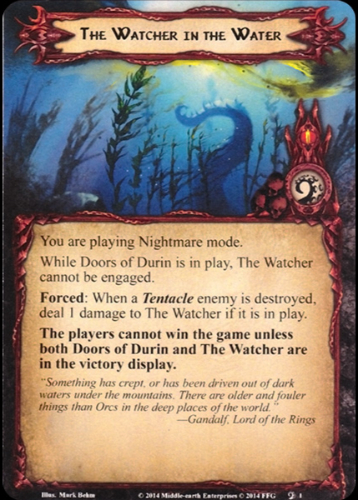 The Watcher in the Water
You are playing Nightmare mode.
While Doors of Durin is in play, The Watcher
cannot be engaged.
Forced: When a Tentacle enemy is destroyed,
deal 1 damage to The Watcher if it is in play.
The players cannot win the game unless
both Doors of Durin and The Watcher are
in the victory display.
"Something has crept, or has been driven out of dark
waters under the mountains. There are older and fouler
things than Orcs in the deep places of the world."
—Gandalf, Lord of the Rings
Illus. Mark Behm © 2014 Middle-earth Enterprises © 2014 FFG 1